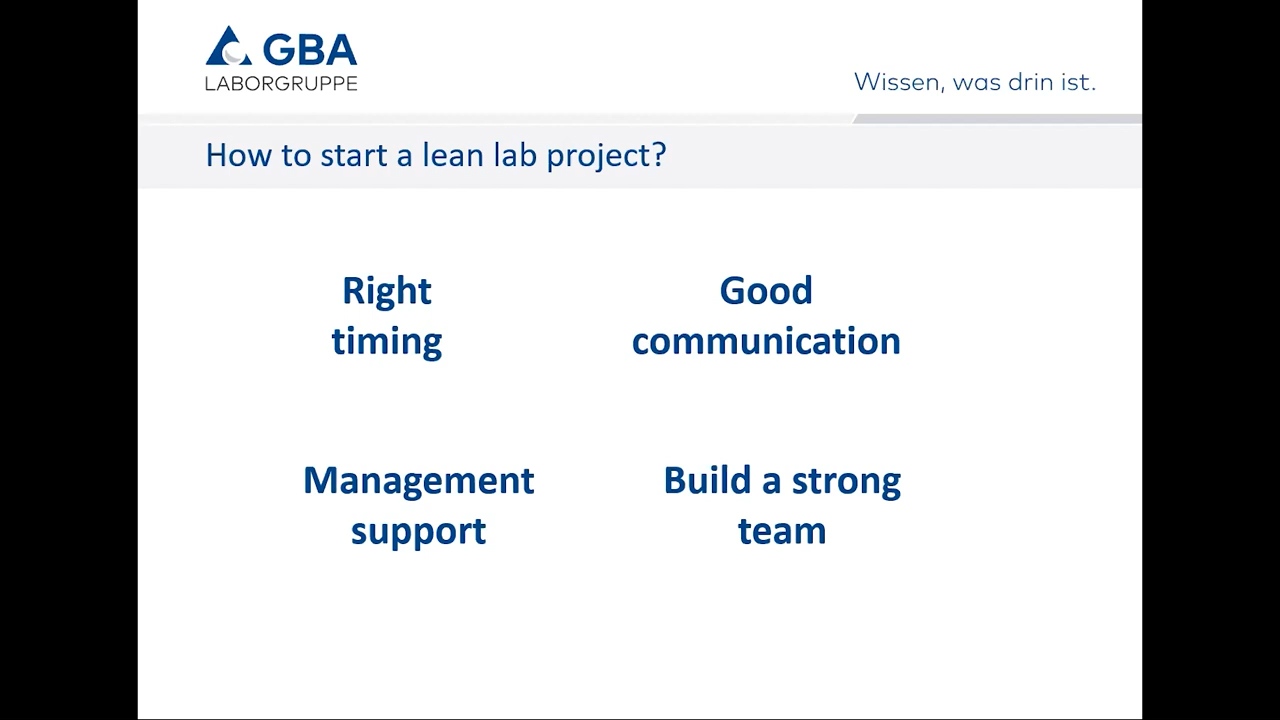 GBA
LABORGRUPPE
Wissen, was drin ist.
How to start a lean lab project?
Right
timing
Good
communication
Management
support
Build a strong
team